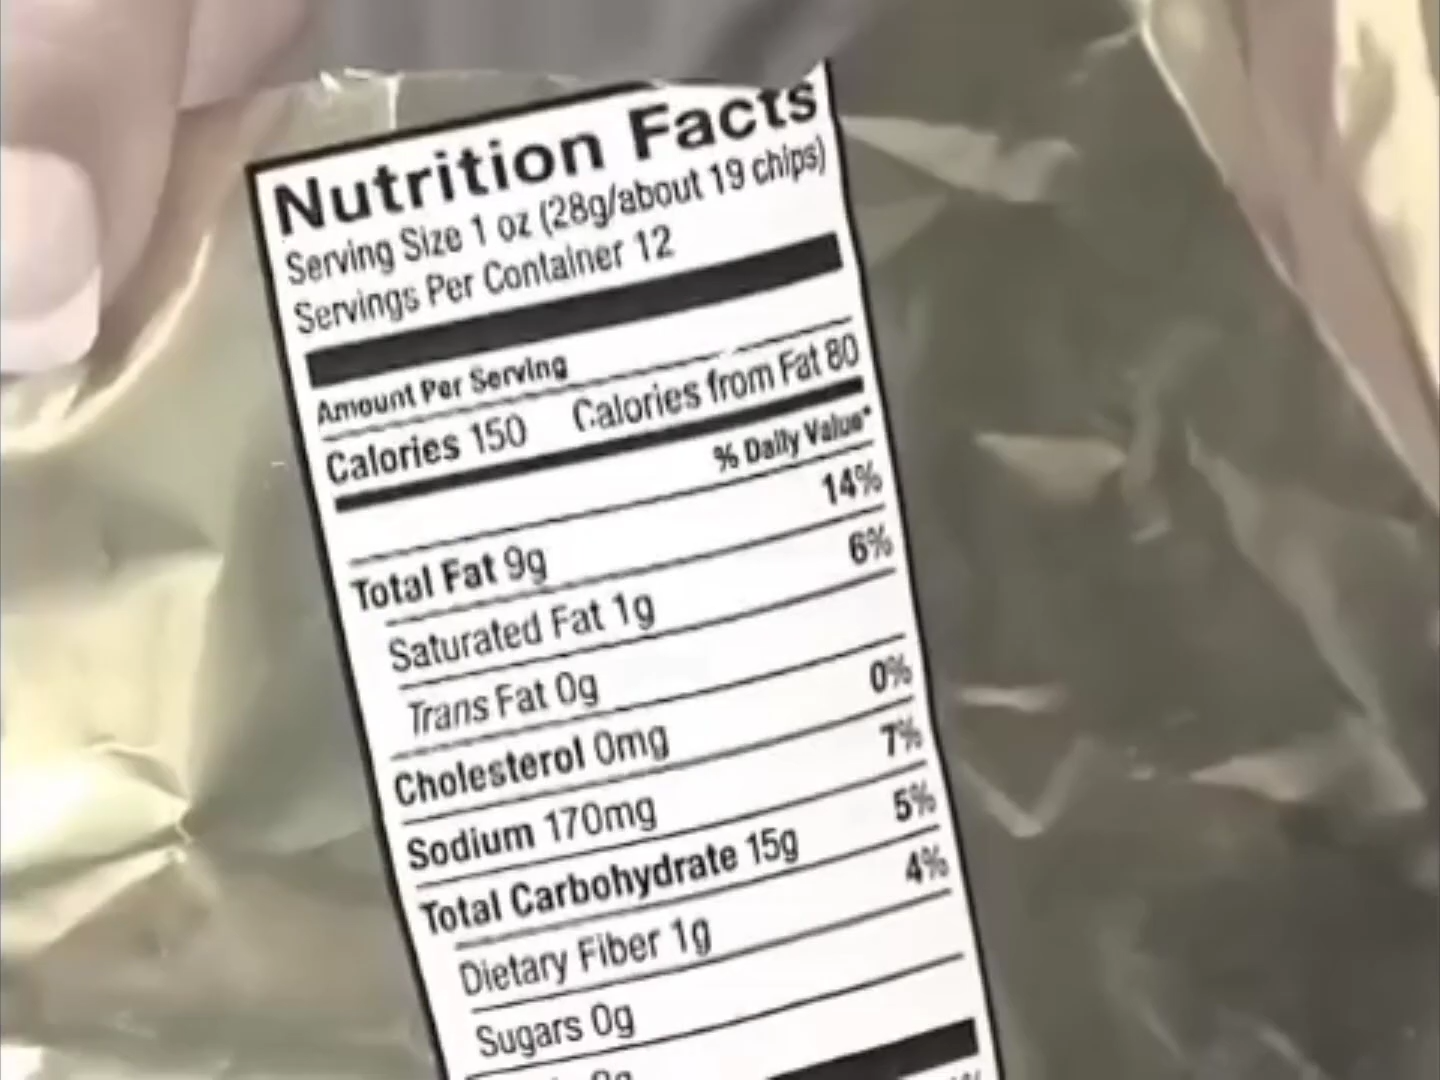 Nutrition Facts
Serving Size 1 oz (28g/about 19 chips)
Servings Per Container 12
Amount Per Serving
Calories 150 Calories from Fat 80
% Daily Value*
Total Fat 9g 14%
Saturated Fat 1g 6%
Trans Fat 0g
Cholesterol 0mg 0%
Sodium 170mg 7%
Total Carbohydrate 15g 5%
Dietary Fiber 1g 4%
Sugars 0g